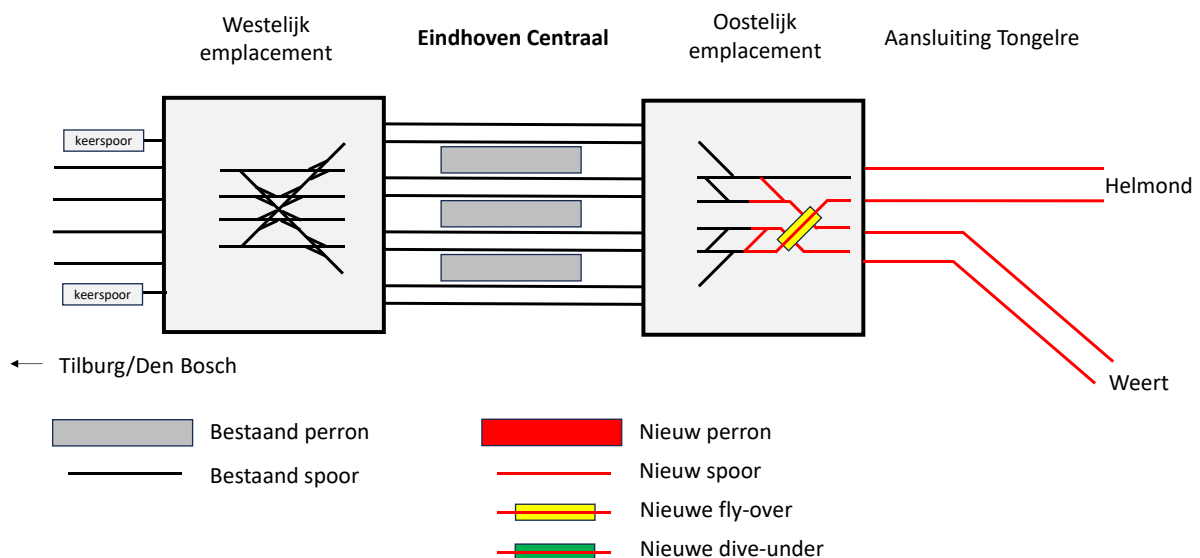 Westelijk
emplacement
Eindhoven Centraal
Oostelijk
emplacement
Aansluiting Tongelre
keerspoor
keerspoor
Helmond
Weert
Tilburg/Den Bosch
Bestaand perron
Bestaand spoor
Nieuw perron
Nieuw spoor
Nieuwe fly-over
Nieuwe dive-under